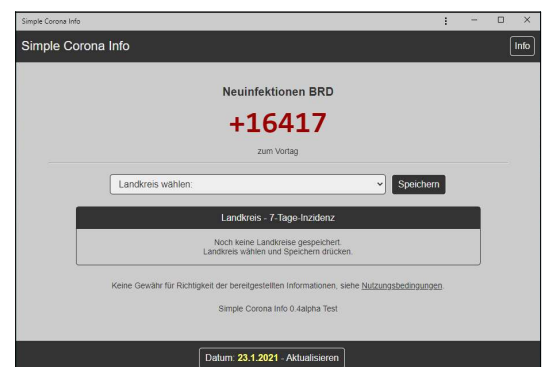 Simple Corona Info
Simple Corona Info
Info
Neuinfektionen BRD
+16417
zum Vortag
Landkreis wählen:
Speichern
Landkreis - 7-Tage-Inzidenz
Noch keine Landkreise gespeichert.
Landkreis wählen und Speichern drücken.
Keine Gewähr für Richtigkeit der bereitgestellten Informationen, siehe Nutzungsbedingungen.
Simple Corona Info 0.4alpha Test
Datum: 23.1.2021 - Aktualisieren